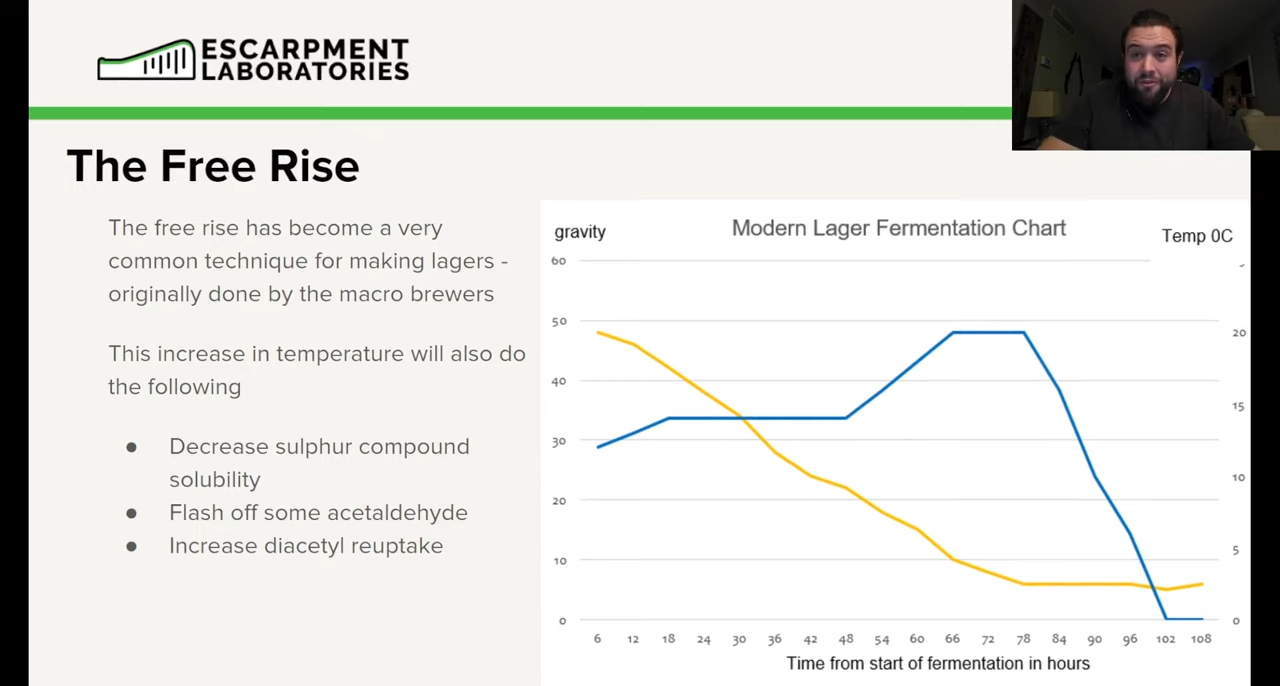 ESCARPMENT
LABORATORIES
The Free Rise
The free rise has become a very
common technique for making lagers -
originally done by the macro brewers
This increase in temperature will also do
the following
● Decrease sulphur compound
solubility
● Flash off some acetaldehyde
● Increase diacetyl reuptake
gravity
Modern Lager Fermentation Chart
Temp 0C
60
50
40
30
20
10
0
20
15
10
5
0
6 12 18 24 30 36 42 48 54 60 66 72 78 84 90 96 102 108
Time from start of fermentation in hours